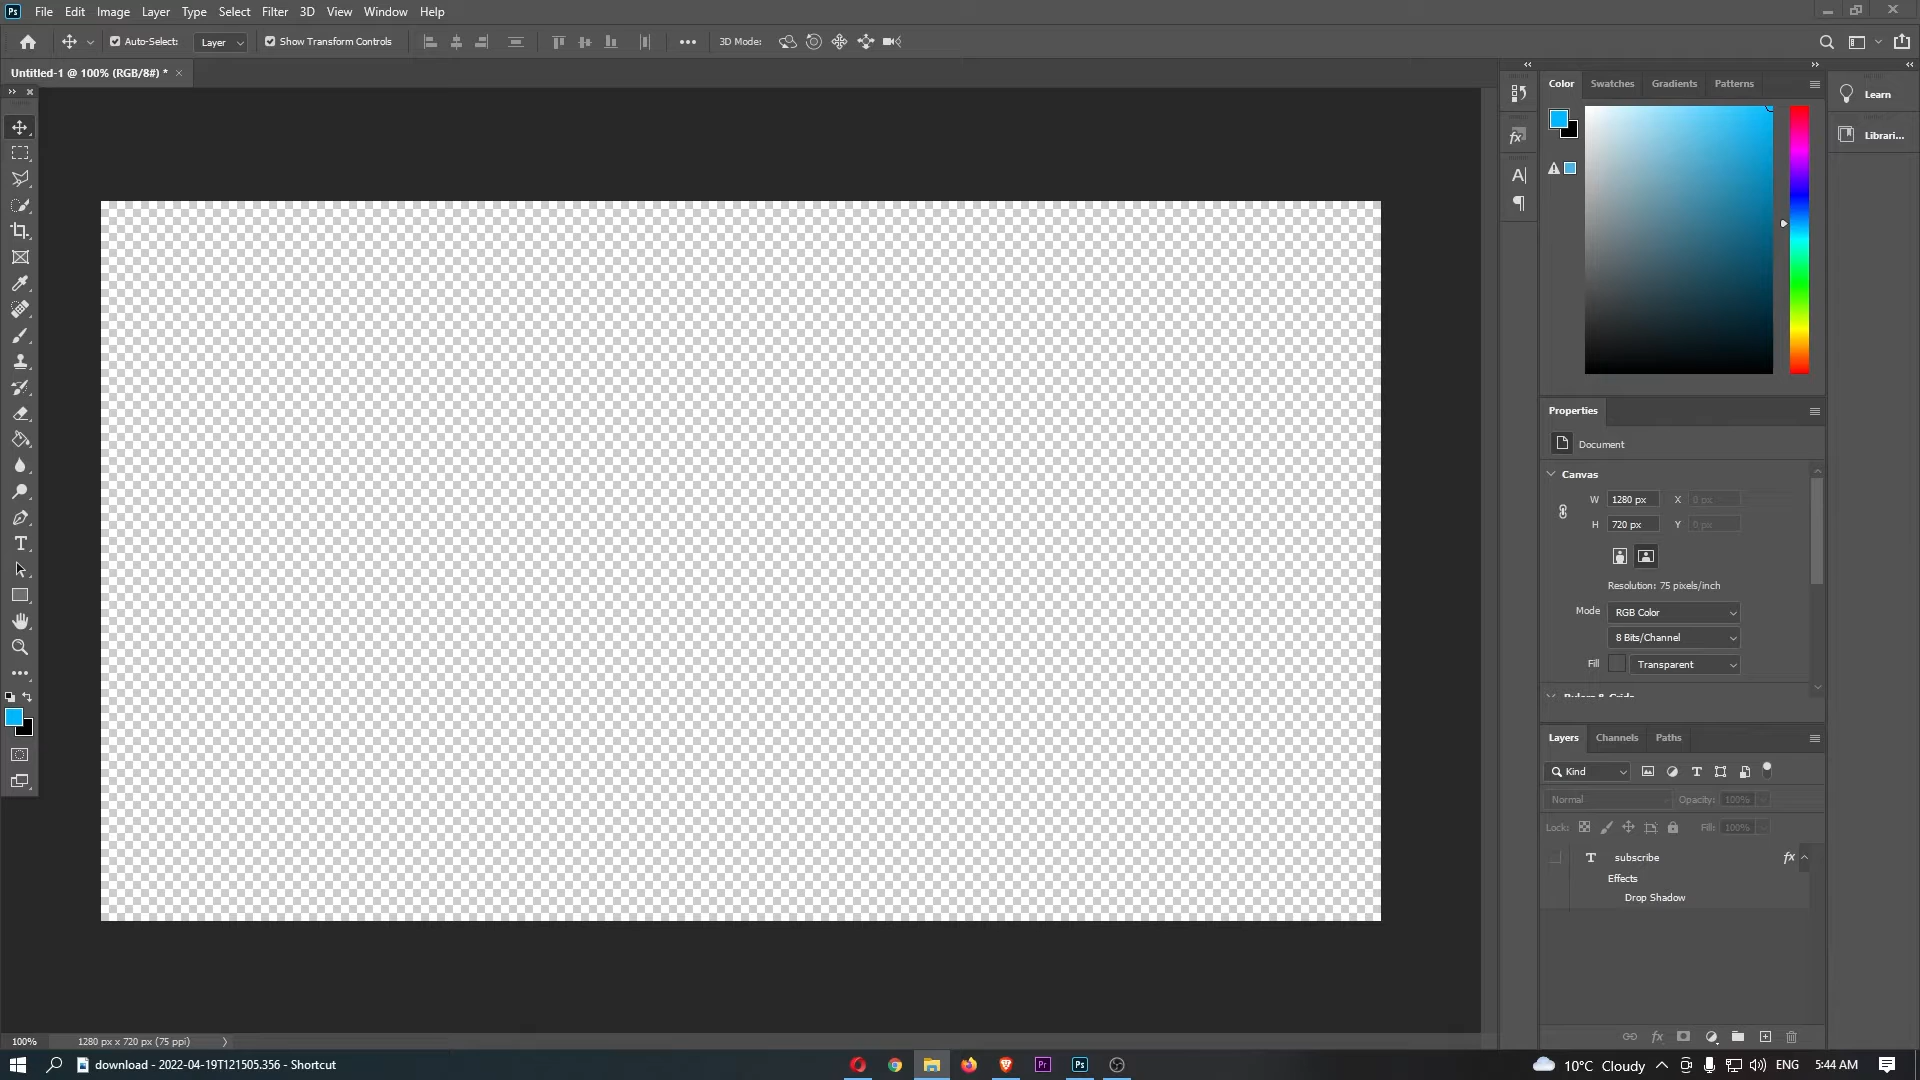 Ps File Edit Image Layer Type Select Filter 3D View Window Help
Auto-Select: Layer Show Transform Controls 3D Mode:
Untitled-1 @ 100% (RGB/8#) *
Color Swatches Gradients Patterns
Learn
Librari...
Properties
Document
Canvas
W 1280 px X 0 px
H 720 px Y 0 px
Resolution: 75 pixels/inch
Mode RGB Color
8 Bits/Channel
Fill Transparent
Rulers & Grids
Layers Channels Paths
Kind
Normal Opacity: 100%
Lock: Fill: 100%
T subscribe fx
Effects
Drop Shadow
100% 1280 px x 720 px (75 ppi)
download - 2022-04-19T121505.356 - Shortcut
Pr Ps
10°C Cloudy ENG 5:44 AM